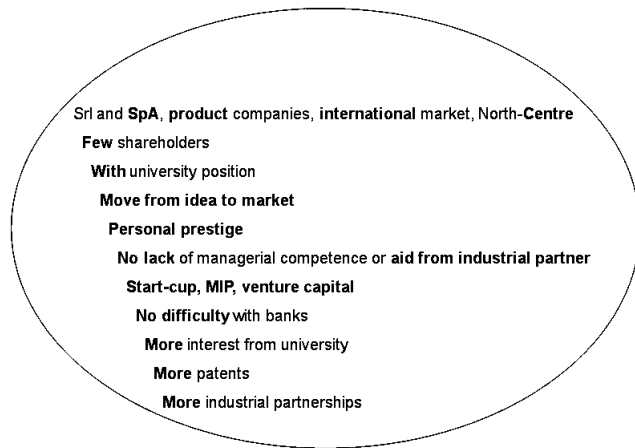 Srl and SpA, product companies, international market, North-Centre
Few shareholders
With university position
Move from idea to market
Personal prestige
No lack of managerial competence or aid from industrial partner
Start-cup, MIP, venture capital
No difficulty with banks
More interest from university
More patents
More industrial partnerships